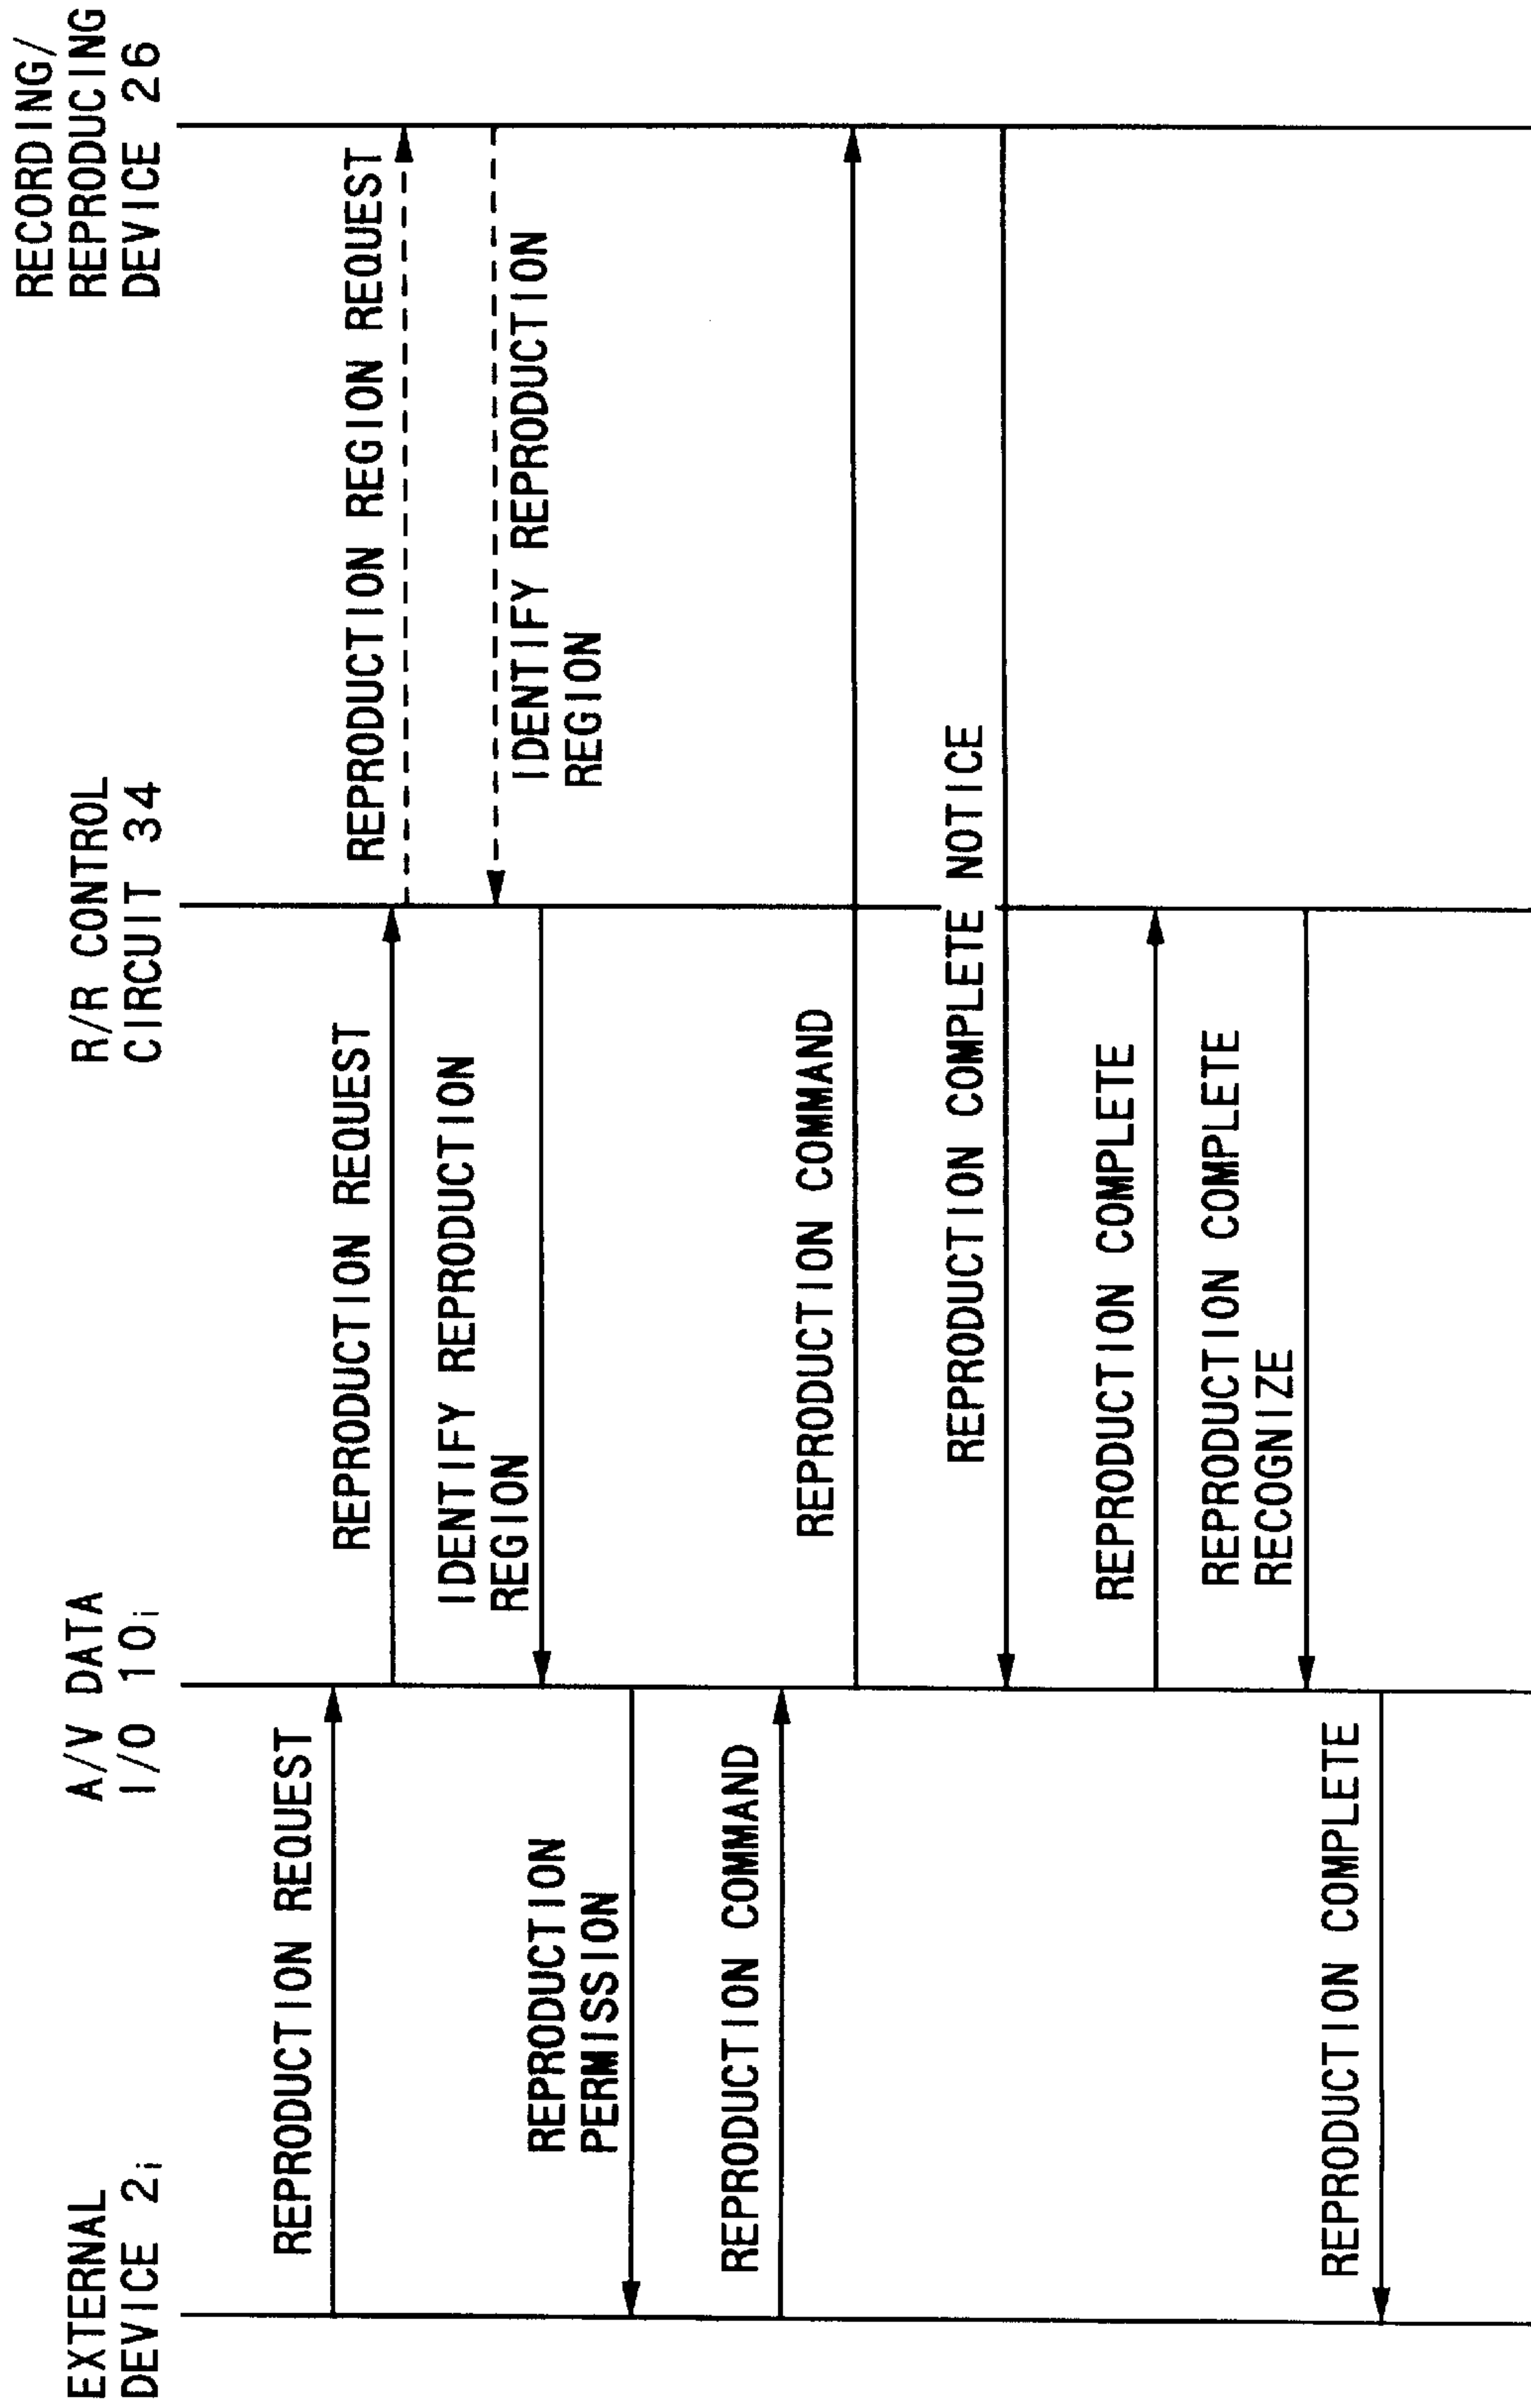 EXTERNAL
DEVICE 2i
A/V DATA
I/O 10i
R/R CONTROL
CIRCUIT 34
RECORDING/
REPRODUCING
DEVICE 26
REPRODUCTION REQUEST
REPRODUCTION REQUEST
REPRODUCTION REGION REQUEST
IDENTIFY REPRODUCTION
REGION
IDENTIFY REPRODUCTION
REGION
REPRODUCTION
PERMISSION
REPRODUCTION COMMAND
REPRODUCTION COMMAND
REPRODUCTION COMPLETE NOTICE
REPRODUCTION COMPLETE
REPRODUCTION COMPLETE
RECOGNIZE
REPRODUCTION COMPLETE